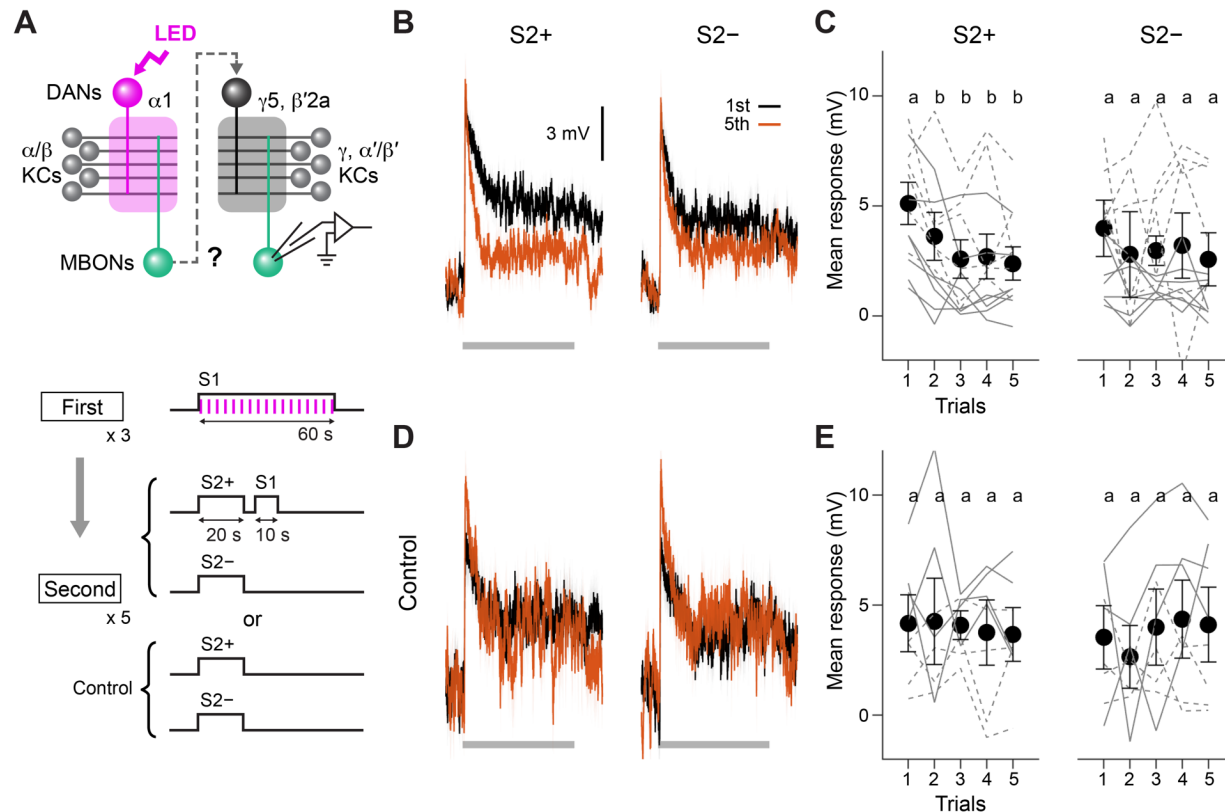 A
LED
DANs
α1
γ5, β′2a
α/β
KCs
γ, α′/β′
KCs
MBONs
?
First
x 3
S1
60 s
S2+
S1
20 s
10 s
S2−
Second
x 5
or
Control
S2+
S2−
B
S2+
S2−
3 mV
1st
5th
C
S2+
S2−
Mean response (mV)
10
5
0
a b b b b
a a a a a
1 2 3 4 5
1 2 3 4 5
Trials
D
Control
E
Mean response (mV)
10
5
0
a a a a a
a a a a a
1 2 3 4 5
1 2 3 4 5
Trials